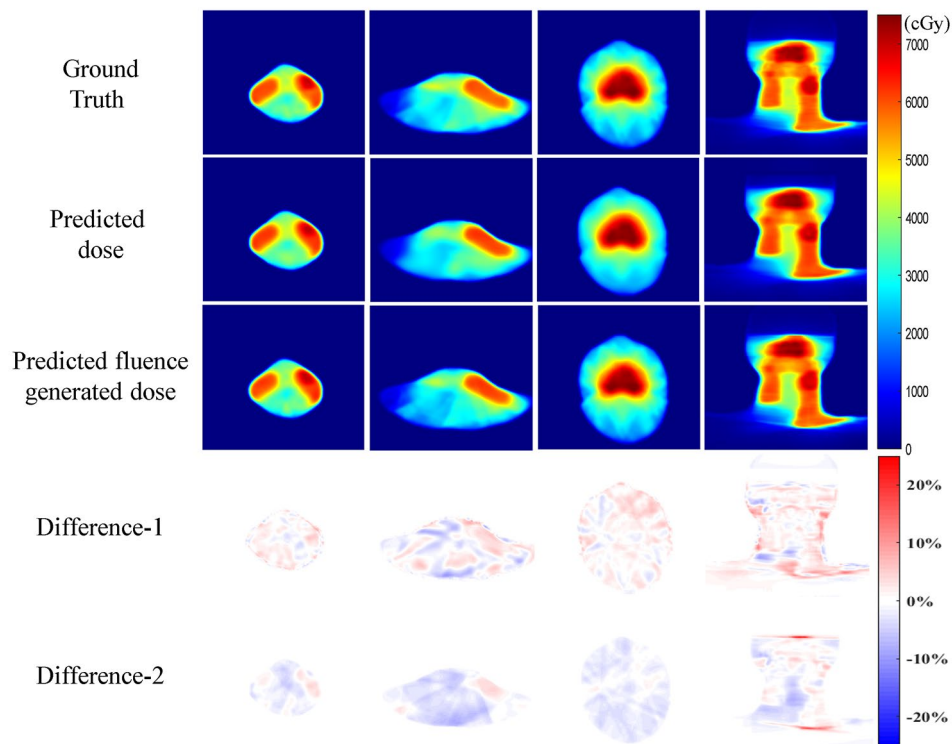 (cGy)
Ground
Truth
7000
6000
5000
Predicted
dose
4000
3000
2000
Predicted fluence
generated dose
1000
0
20%
Difference-1
10%
0%
-10%
Difference-2
-20%